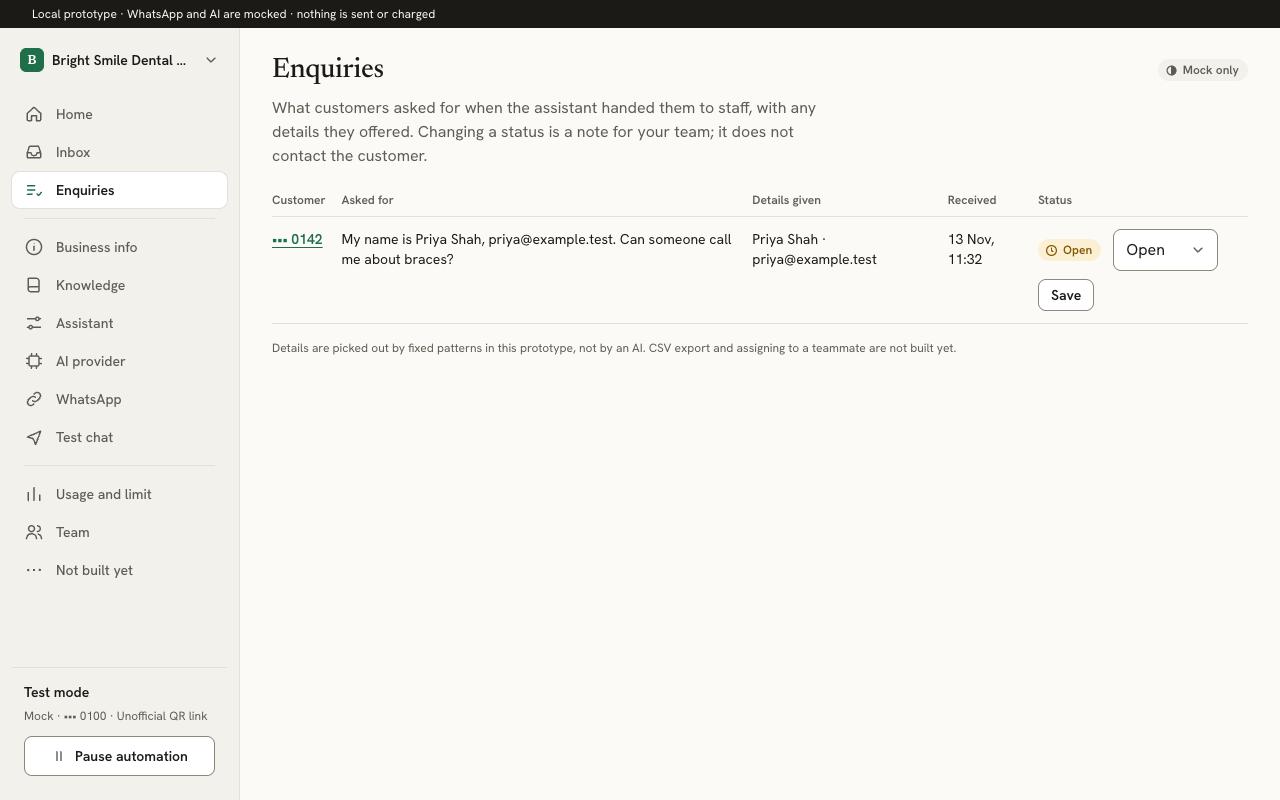 Local prototype · WhatsApp and AI are mocked · nothing is sent or charged
B Bright Smile Dental ...
Home
Inbox
Enquiries
Business info
Knowledge
Assistant
AI provider
WhatsApp
Test chat
Usage and limit
Team
Not built yet
Test mode
Mock · ••• 0100 · Unofficial QR link
Pause automation
Enquiries
Mock only
What customers asked for when the assistant handed them to staff, with any
details they offered. Changing a status is a note for your team; it does not
contact the customer.
Customer Asked for Details given Received Status
••• 0142 My name is Priya Shah, priya@example.test. Can someone call Priya Shah · 13 Nov, Open Open
me about braces? priya@example.test 11:32
Save
Details are picked out by fixed patterns in this prototype, not by an AI. CSV export and assigning to a teammate are not built yet.